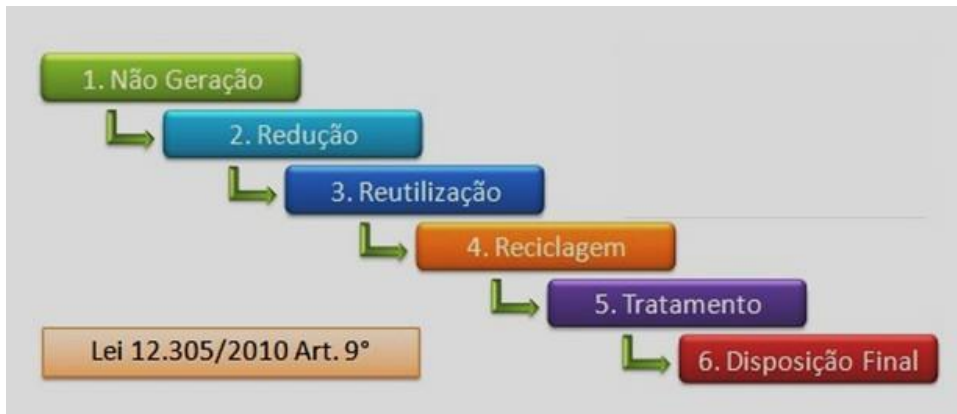 1. Não Geração
2. Redução
3. Reutilização
4. Reciclagem
5. Tratamento
6. Disposição Final
Lei 12.305/2010 Art. 9°